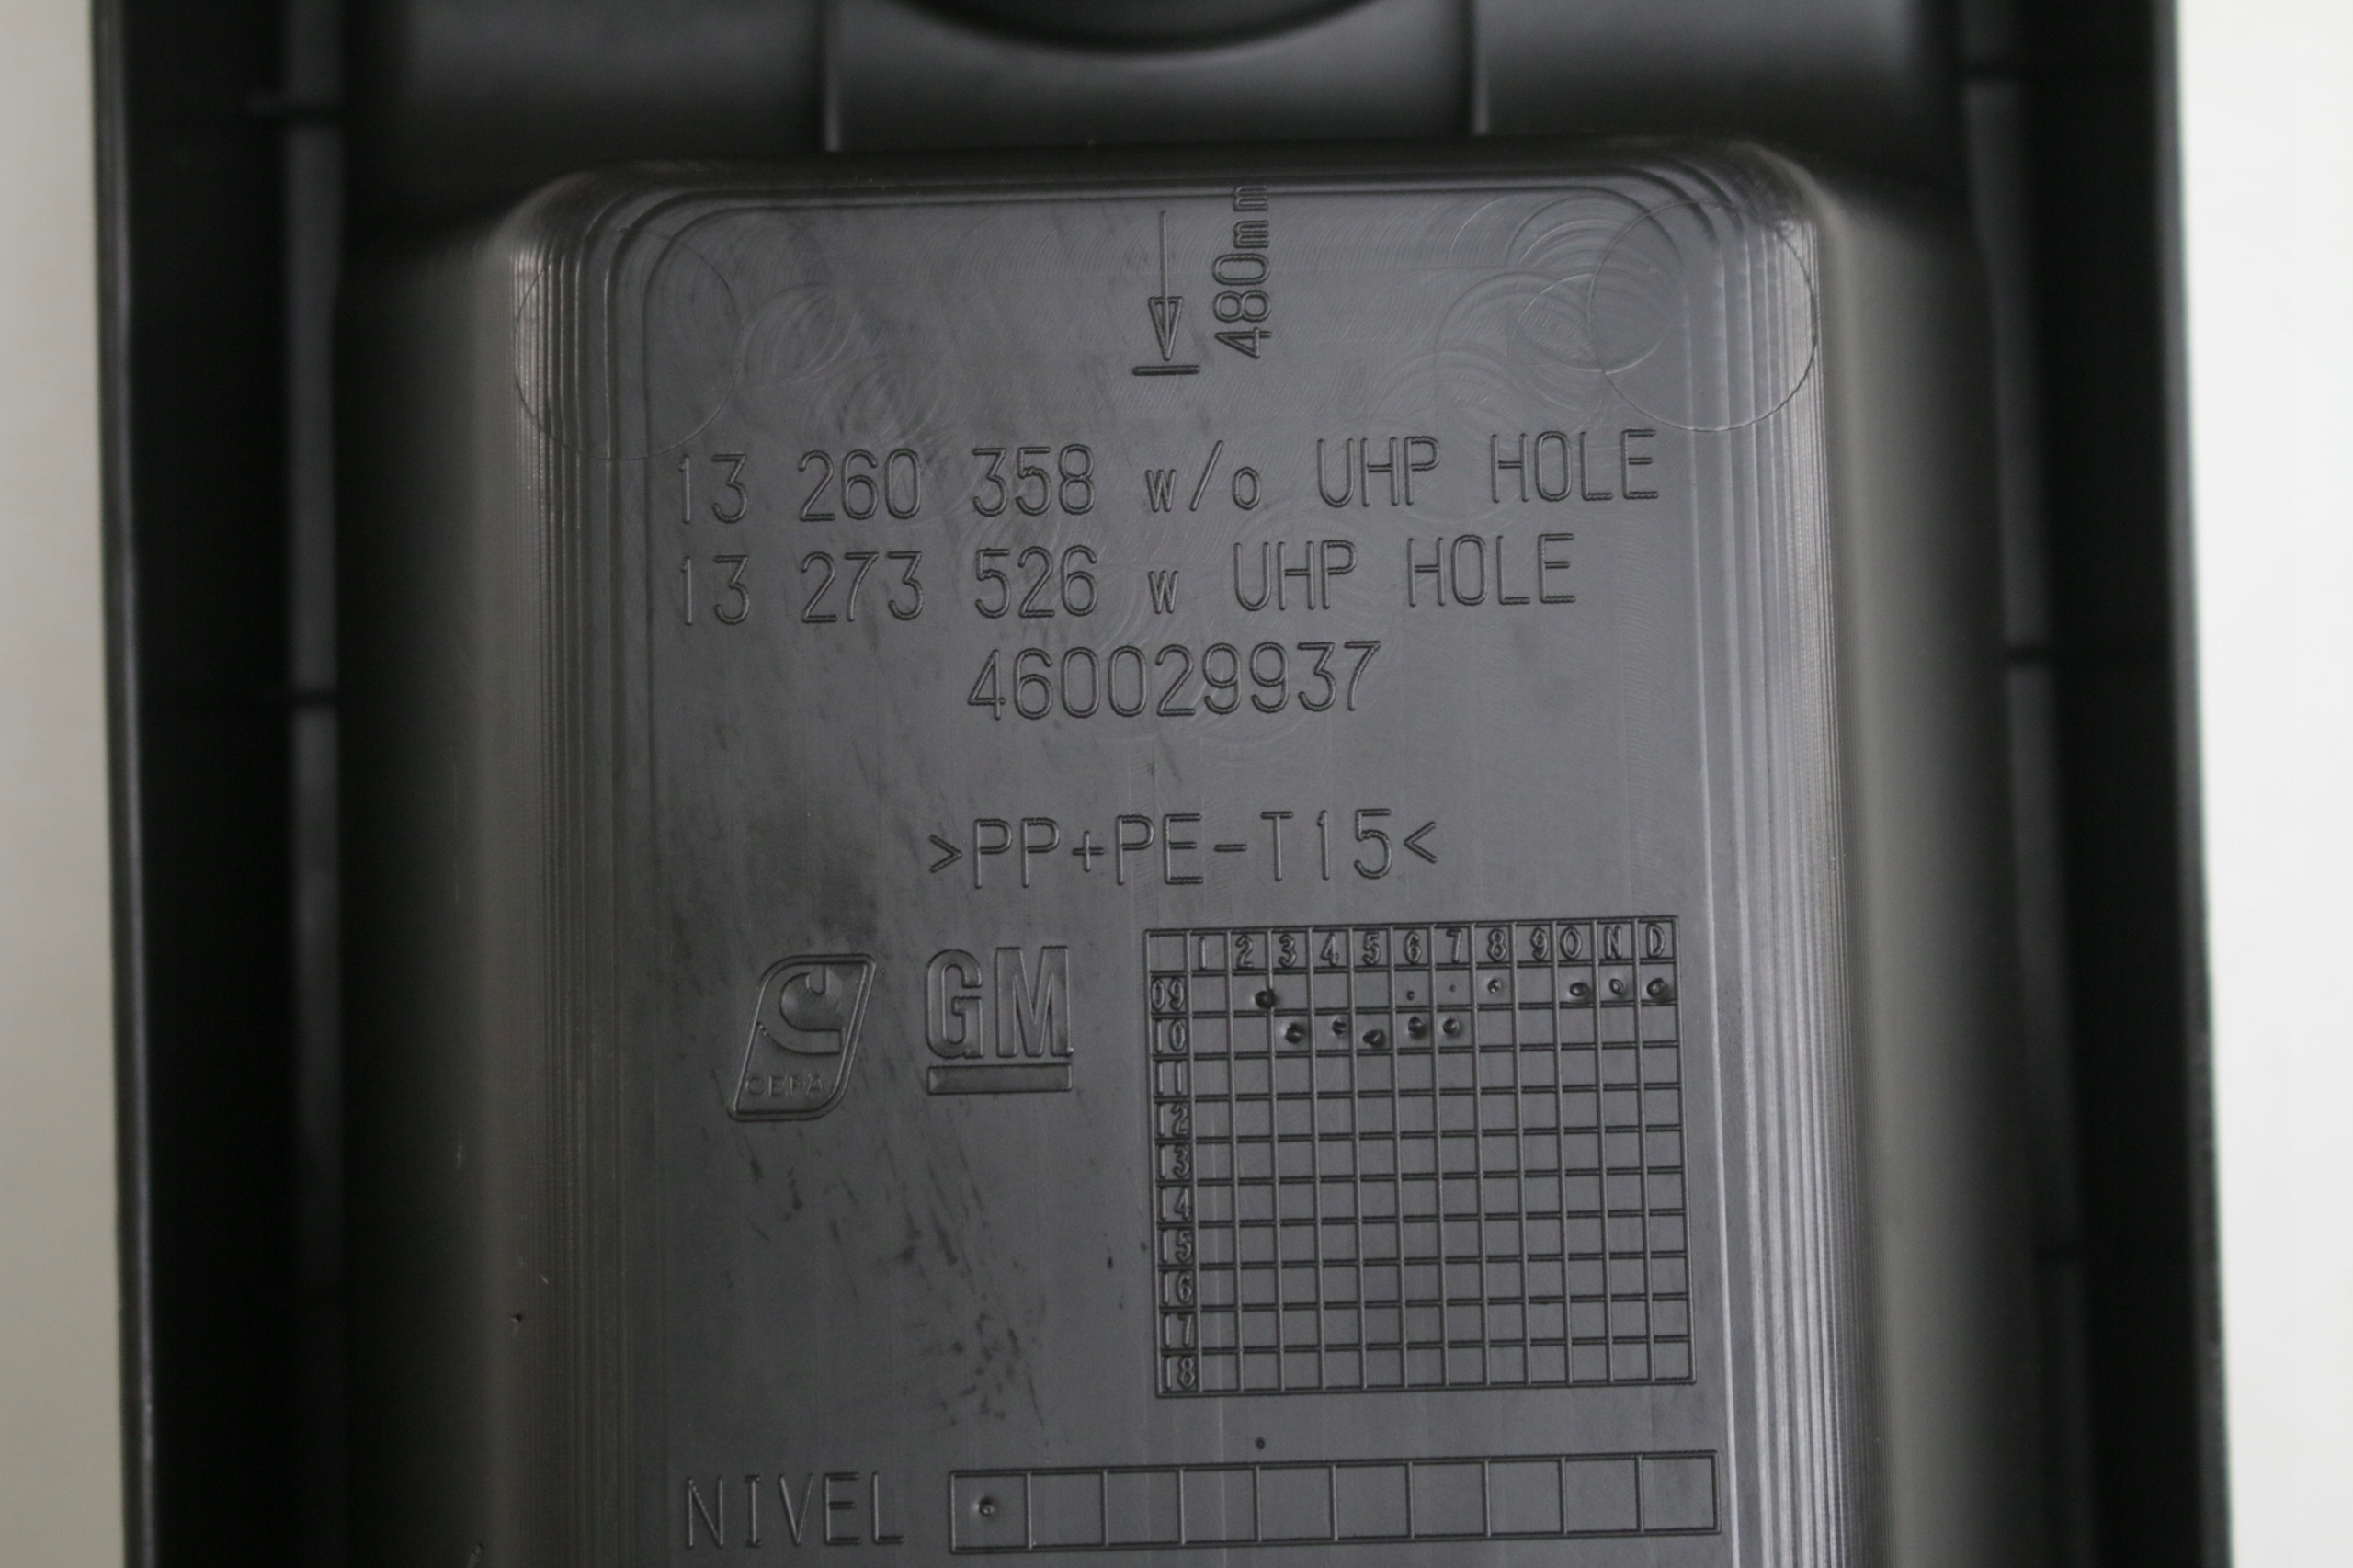 480mm
13 260 358 w/o UHP HOLE
13 273 526 w UHP HOLE
460029937
>PP+PE-T15<
CEFA
GM
1 2 3 4 5 6 7 8 9 O N D
09
10
11
12
13
14
15
16
17
18
NIVEL